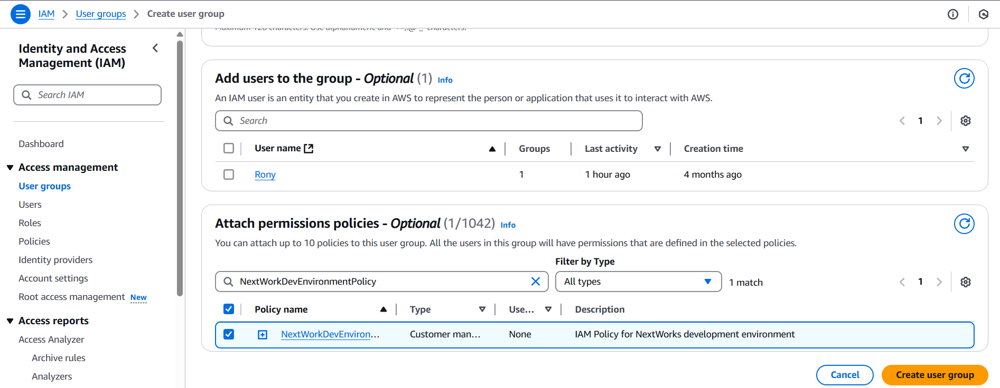 IAM > User groups > Create user group
Identity and Access
Management (IAM)
Search IAM
Dashboard
Access management
User groups
Users
Roles
Policies
Identity providers
Account settings
Root access management New
Access reports
Access Analyzer
Archive rules
Analyzers
Maximum 128 characters. Use alphanumeric and '+=,.@-_' characters.
Add users to the group - Optional (1) Info
An IAM user is an entity that you create in AWS to represent the person or application that uses it to interact with AWS.
Search
1
User name Groups Last activity Creation time
Rony 1 1 hour ago 4 months ago
Attach permissions policies - Optional (1/1042) Info
You can attach up to 10 policies to this user group. All the users in this group will have permissions that are defined in the selected policies.
Filter by Type
NextWorkDevEnvironmentPolicy All types 1 match 1
Policy name Type Use... Description
NextWorkDevEnviron... Customer man... None IAM Policy for NextWorks development environment
Cancel Create user group